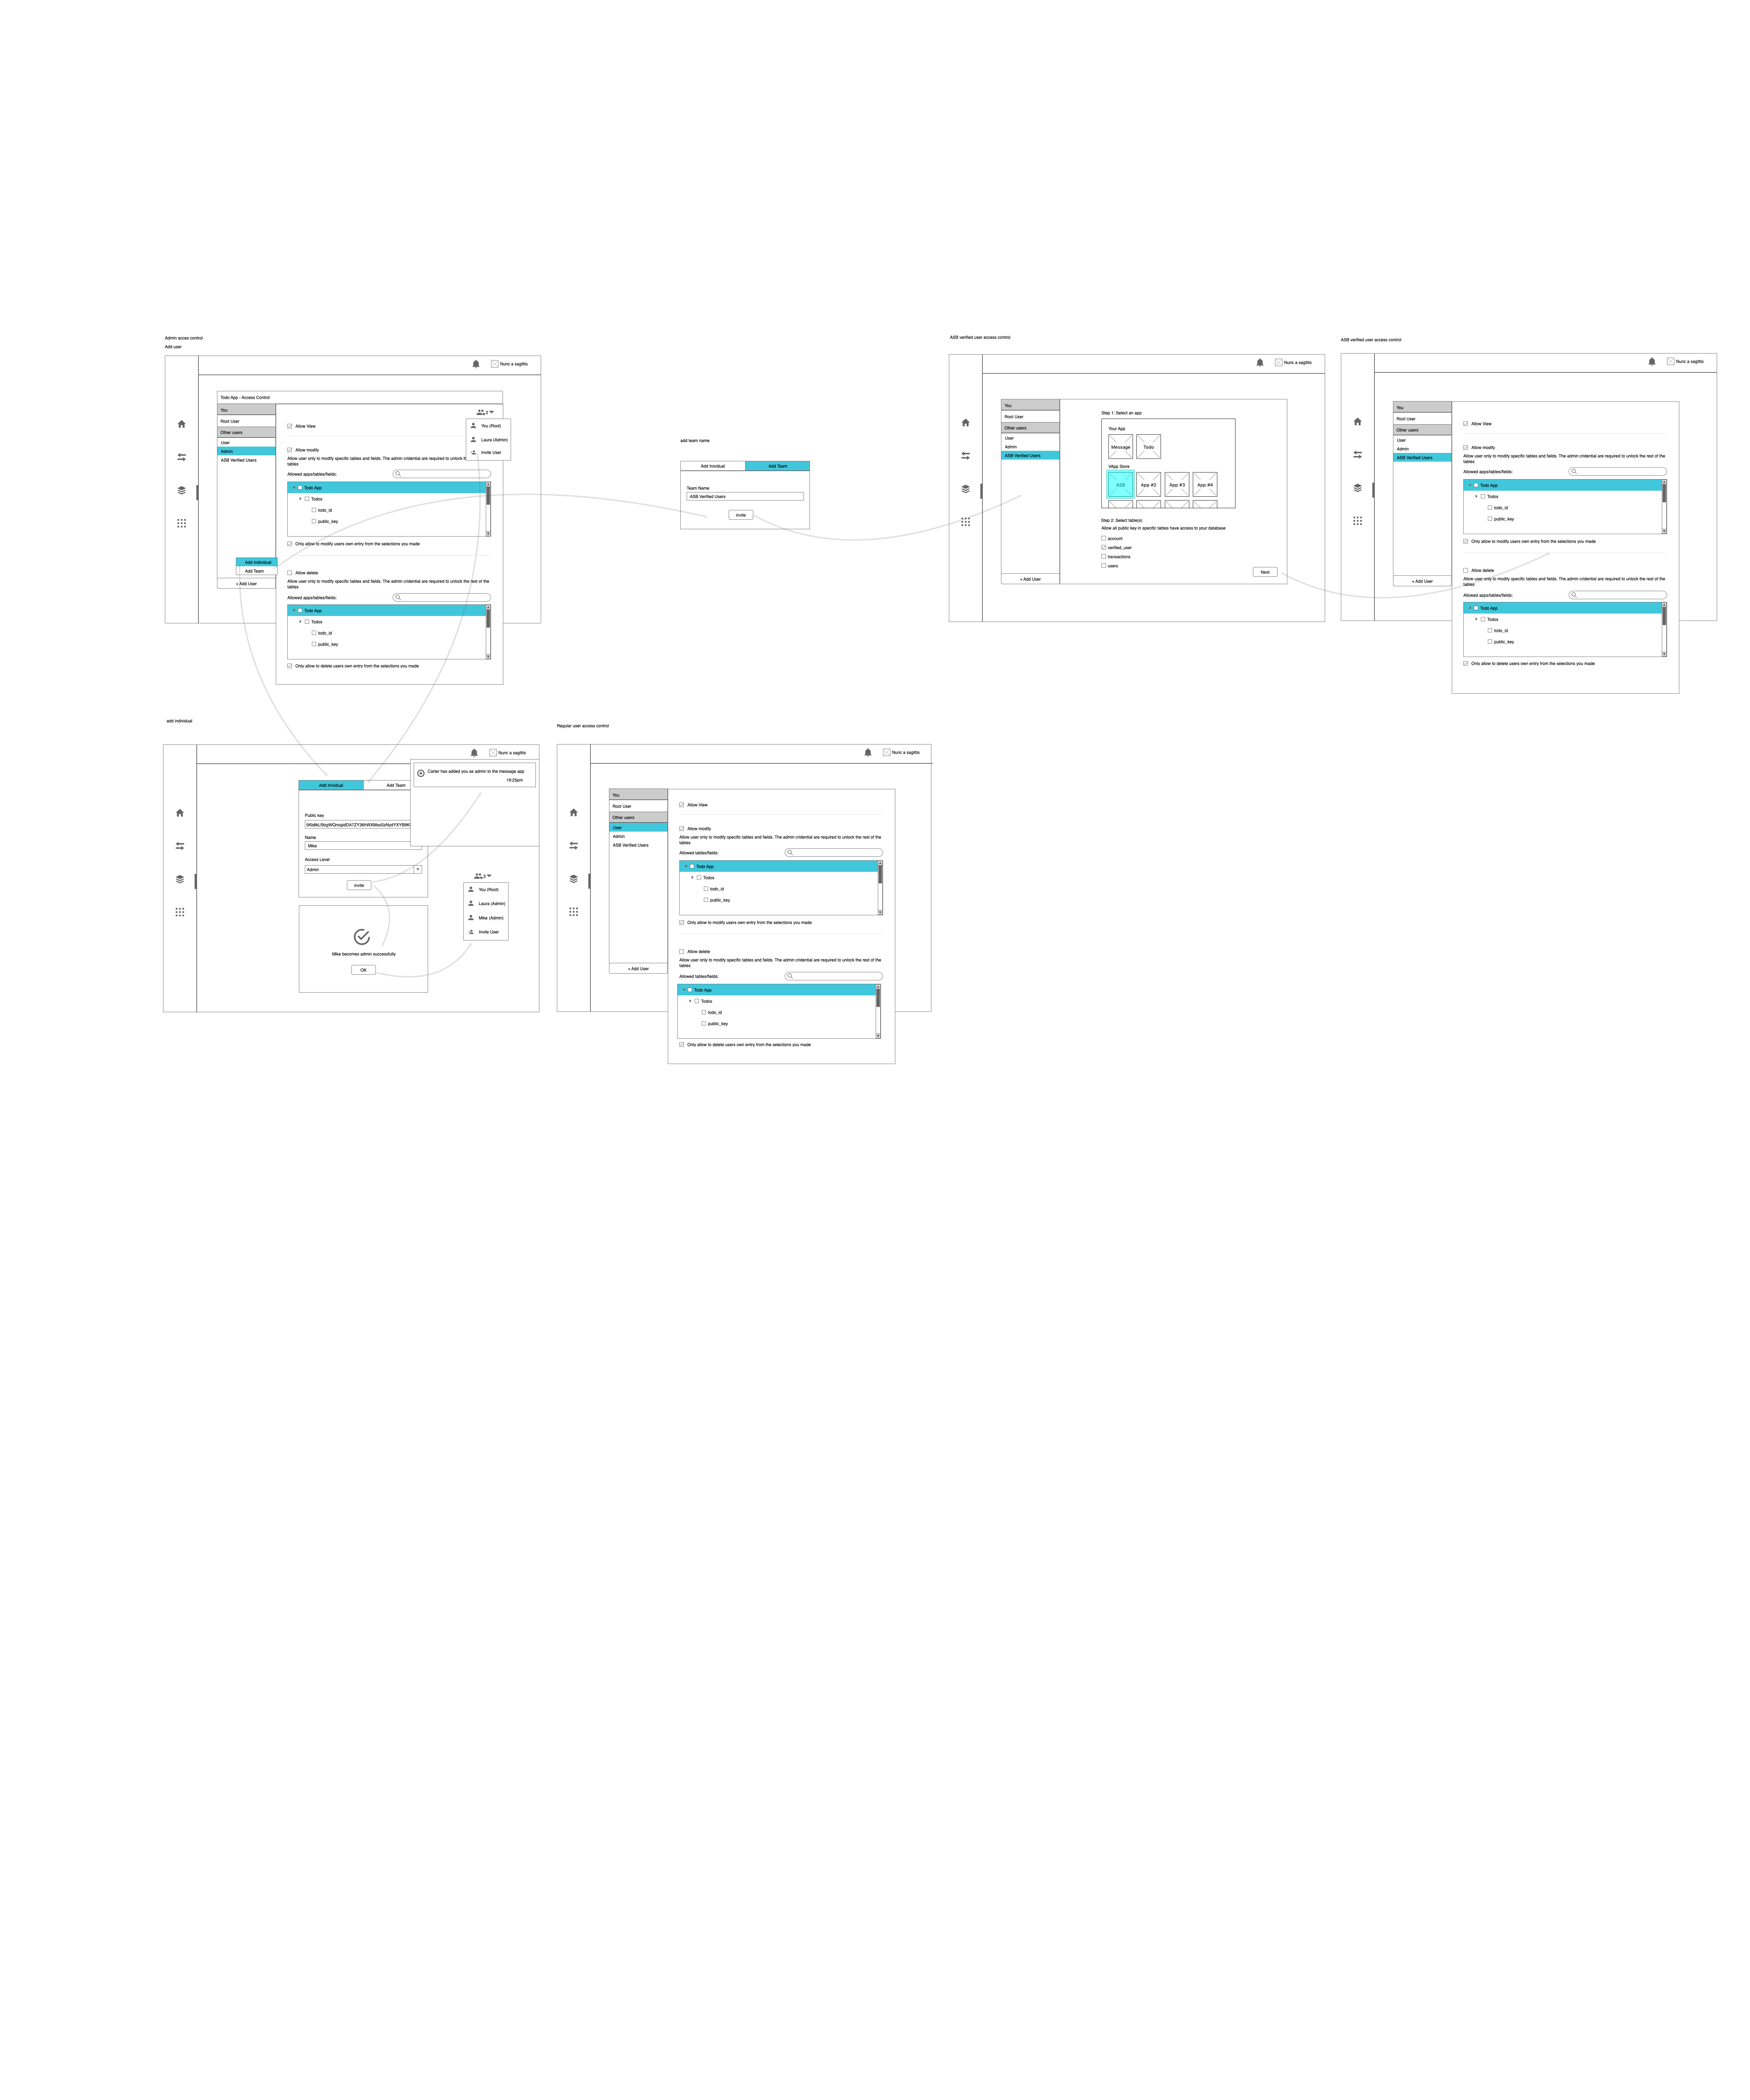 Admin acces control
Add user
Nunc a sagittis
Todo App - Access Control
You
Root User
Other users
User
Admin
ASB Verified Users
Add Individual
Add Team
+ Add User
2
You (Root)
Laura (Admin)
Invite User
Allow View
Allow modify
Allow user only to modify specific tables and fields. The admin cridential are required to unlock th
tables
Allowed apps/tables/fields:
Todo App
Todos
todo_id
public_key
Only allow to modify users own entry from the selections you made
Allow delete
Allow user only to modify specific tables and fields. The admin cridential are required to unlock the rest of the
tables
Allowed apps/tables/fields:
Todo App
Todos
todo_id
public_key
Only allow to delete users own entry from the selections you made
add team name
Add Inividual
Add Team
Team Name
ASB Verified Users
invite
ASB verified user access control
Nunc a sagittis
You
Root User
Other users
User
Admin
ASB Verified Users
+ Add User
Step 1: Select an app
Your App
Message
Todo
VApp Store
ASB
App #2
App #3
App #4
Step 2: Select table(s)
Allow all public key in specific tables have access to your database
account
verified_user
transactions
users
Next
ASB verified user access control
Nunc a sagittis
You
Root User
Other users
User
Admin
ASB Verified Users
+ Add User
Allow View
Allow modify
Allow user only to modify specific tables and fields. The admin cridential are required to unlock the rest of the
tables
Allowed apps/tables/fields:
Todo App
Todos
todo_id
public_key
Only allow to modify users own entry from the selections you made
Allow delete
Allow user only to modify specific tables and fields. The admin cridential are required to unlock the rest of the
tables
Allowed apps/tables/fields:
Todo App
Todos
todo_id
public_key
Only allow to delete users own entry from the selections you made
add individual
Nunc a sagittis
Carter has added you as admin to the message app
19:25pm
Add Inividual
Add Team
Public key
Name
Mike
Access Level
Admin
invite
Mike becomes admin successfully
OK
You (Root)
Laura (Admin)
Mike (Admin)
Invite User
Regular user access control
Nunc a sagittis
You
Root User
Other users
User
Admin
ASB Verified Users
+ Add User
Allow View
Allow modify
Allow user only to modify specific tables and fields. The admin cridential are required to unlock the rest of the
tables
Allowed tables/fields:
Todo App
Todos
todo_id
public_key
Only allow to modify users own entry from the selections you made
Allow delete
Allow user only to modify specific tables and fields. The admin cridential are required to unlock the rest of the
tables
Allowed tables/fields:
Todo App
Todos
todo_id
public_key
Only allow to delete users own entry from the selections you made